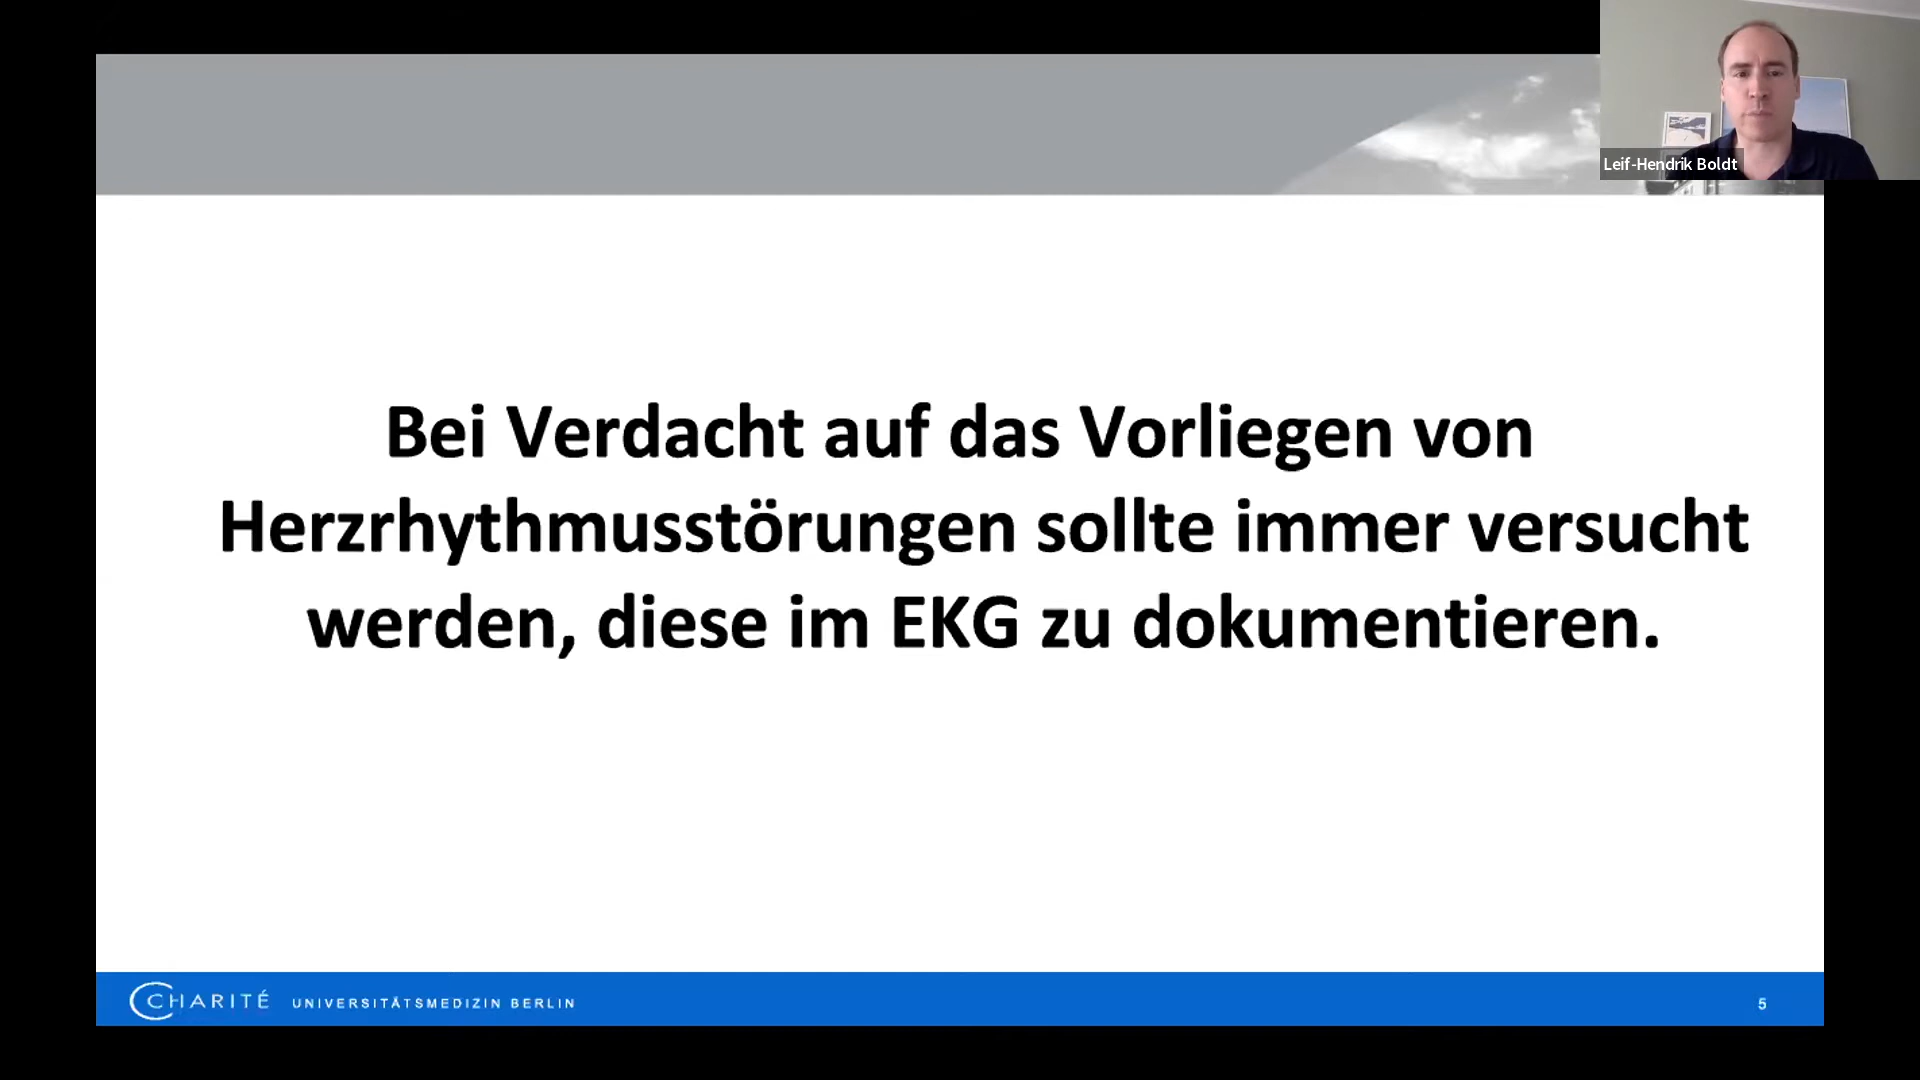 Leif-Hendrik Boldt
Bei Verdacht auf das Vorliegen von
Herzrhythmusstörungen sollte immer versucht
werden, diese im EKG zu dokumentieren.
CHARITÉ UNIVERSITÄTSMEDIZIN BERLIN
5